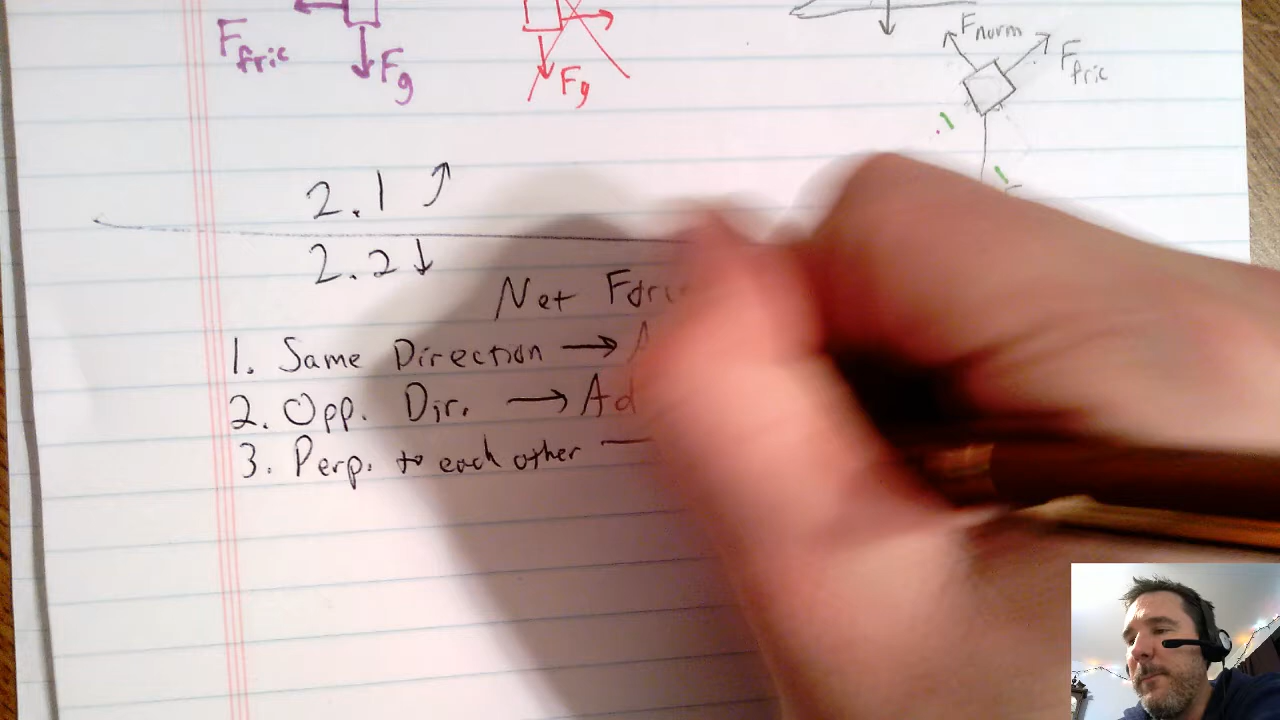 Fnorm
Ffric
Fg
Fg
Ffric
2.1
2.2
Net
1. Same Direction →
2. Opp. Dir. →
3. Perp. to each other